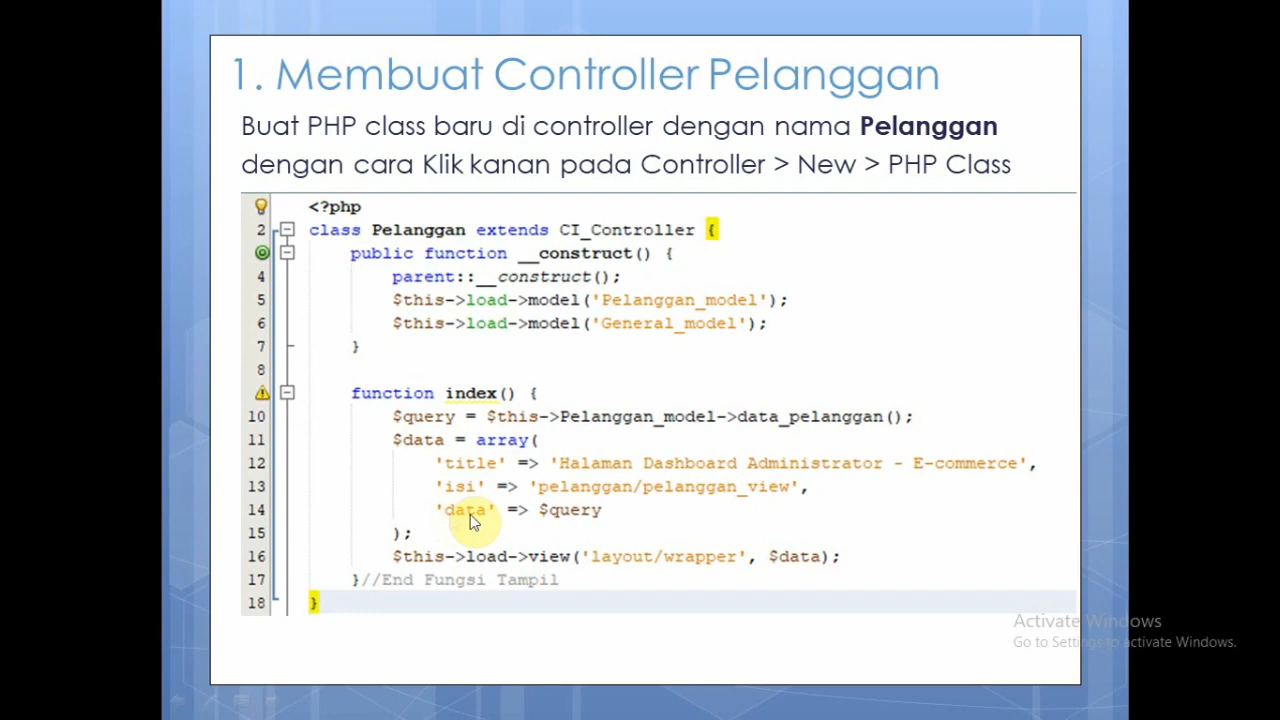 1. Membuat Controller Pelanggan
Buat PHP class baru di controller dengan nama Pelanggan
dengan cara Klik kanan pada Controller > New > PHP Class
<?php
2 class Pelanggan extends CI_Controller {
public function __construct() {
4 parent::__construct();
5 $this->load->model('Pelanggan_model');
6 $this->load->model('General_model');
7 }
8
function index() {
10 $query = $this->Pelanggan_model->data_pelanggan();
11 $data = array(
12 'title' => 'Halaman Dashboard Administrator - E-commerce',
13 'isi' => 'pelanggan/pelanggan_view',
14 'data' => $query
15 );
16 $this->load->view('layout/wrapper', $data);
17 }//End Fungsi Tampil
18 }
Activate Windows
Go to Settings to activate Windows.